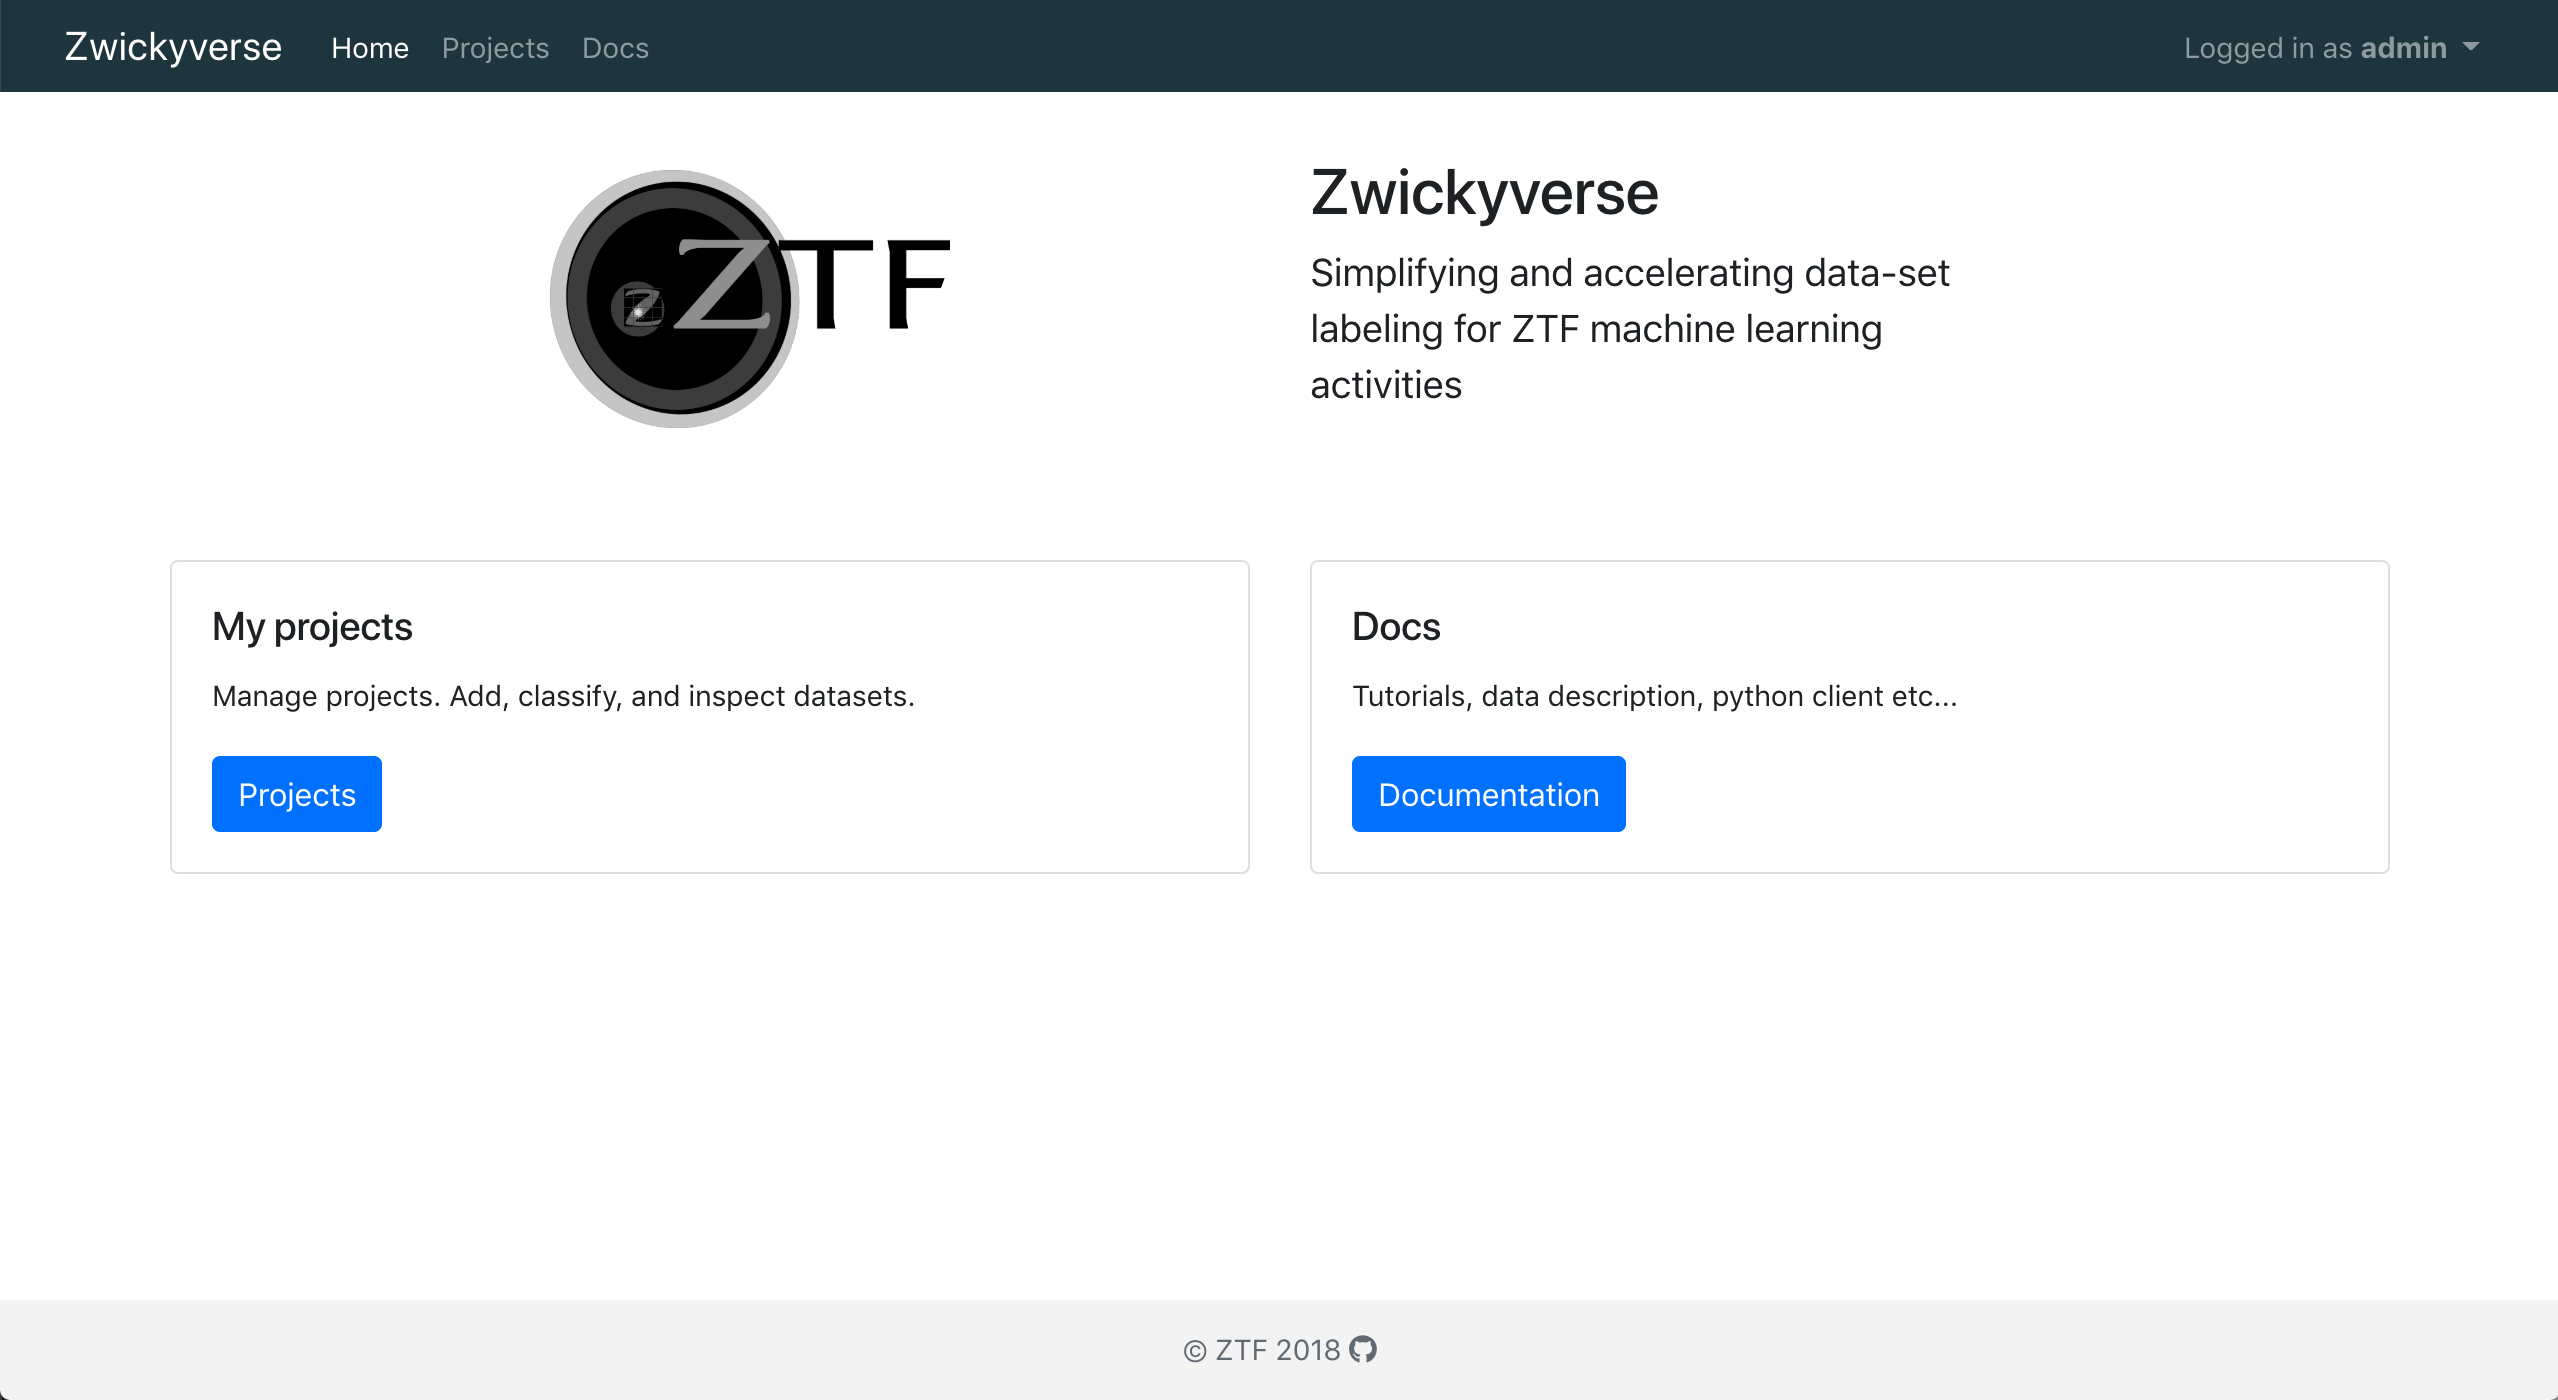 Zwickyverse Home Projects Docs Logged in as admin
Z ZTF
Zwickyverse
Simplifying and accelerating data-set
labeling for ZTF machine learning
activities
My projects
Manage projects. Add, classify, and inspect datasets.
Projects
Docs
Tutorials, data description, python client etc...
Documentation
© ZTF 2018